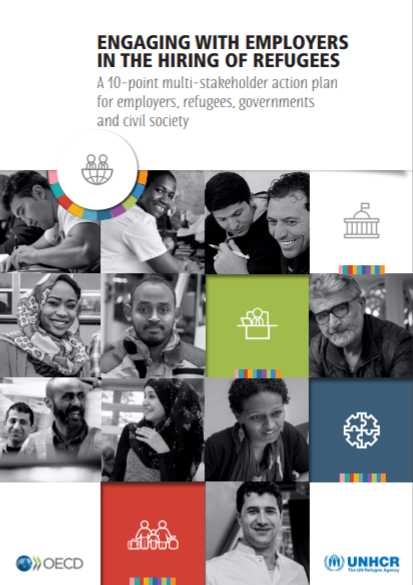 ENGAGING WITH EMPLOYERS
IN THE HIRING OF REFUGEES
A 10-point multi-stakeholder action plan
for employers, refugees, governments
and civil society
OECD
UNHCR
The UN Refugee Agency